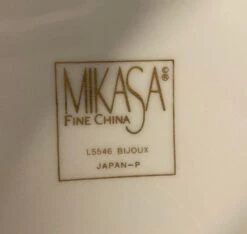 MIKASA©®
FINE CHINA
L5546 BIJOUX
JAPAN-P